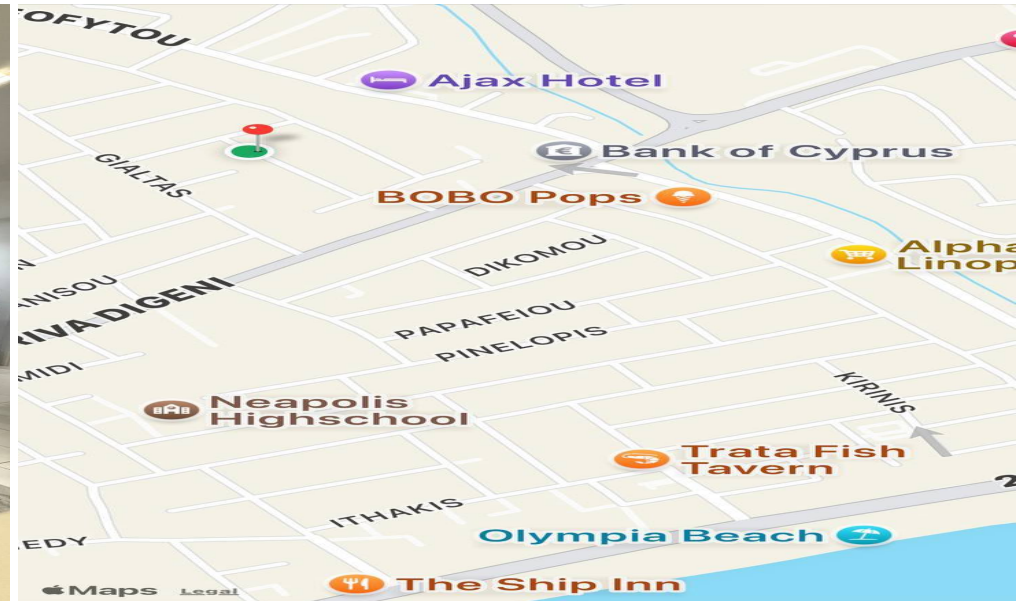 OFYTOU
Ajax Hotel
Bank of Cyprus
GIALTAS
BOBO Pops
Alpha
Linop
DIKOMOU
ANISOU
RIVA DIGENI
PAPAFEIOU
PINELOPIS
MIDI
KIRINIS
Neapolis
Highschool
Trata Fish
Tavern
2
ITHAKIS
Olympia Beach
EDY
The Ship Inn
Maps
Legal